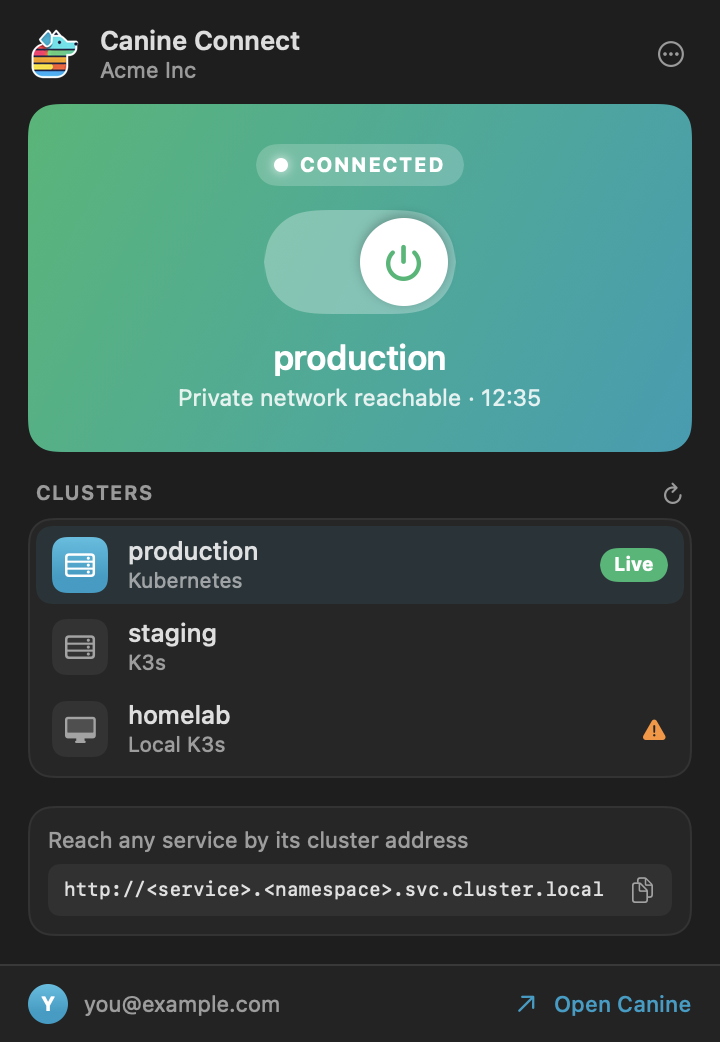 Canine Connect
Acme Inc
CONNECTED
production
Private network reachable · 12:35
CLUSTERS
production
Kubernetes
Live
staging
K3s
homelab
Local K3s
Reach any service by its cluster address
http://<service>.<namespace>.svc.cluster.local
Y
you@example.com
Open Canine